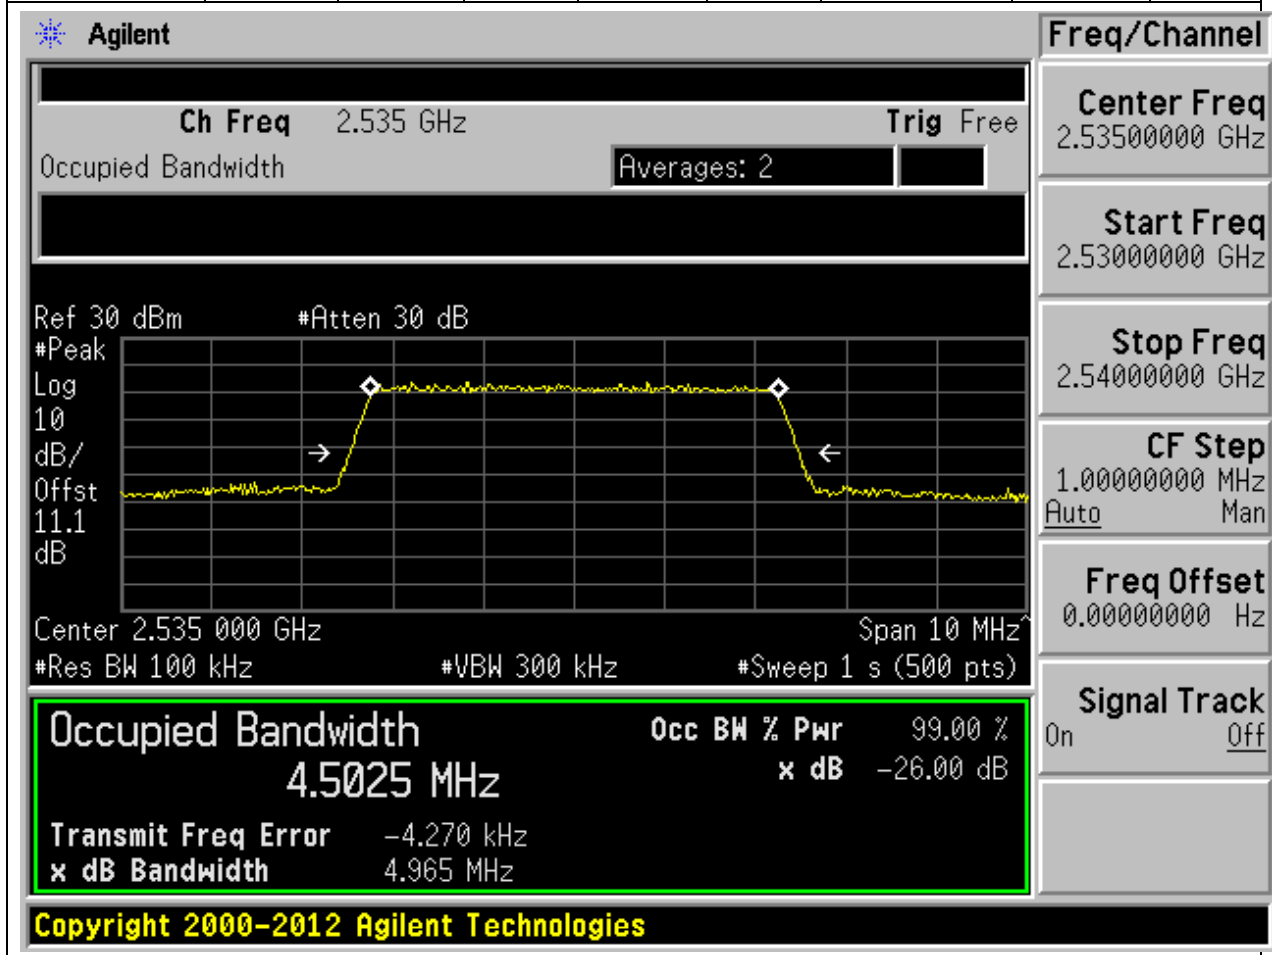 Agilent
Freq/Channel
Ch Freq 2.535 GHz Trig Free
Occupied Bandwidth Averages: 2
Center Freq
2.53500000 GHz
Start Freq
2.53000000 GHz
Stop Freq
2.54000000 GHz
CF Step
1.00000000 MHz
Auto Man
Freq Offset
0.00000000 Hz
Signal Track
On Off
Ref 30 dBm #Atten 30 dB
#Peak
Log
10
dB/
Offst
11.1
dB
Center 2.535 000 GHz Span 10 MHz^
#Res BW 100 kHz #VBW 300 kHz #Sweep 1 s (500 pts)
Occupied Bandwidth
4.5025 MHz
Occ BW % Pwr 99.00 %
x dB -26.00 dB
Transmit Freq Error -4.270 kHz
x dB Bandwidth 4.965 MHz
Copyright 2000-2012 Agilent Technologies